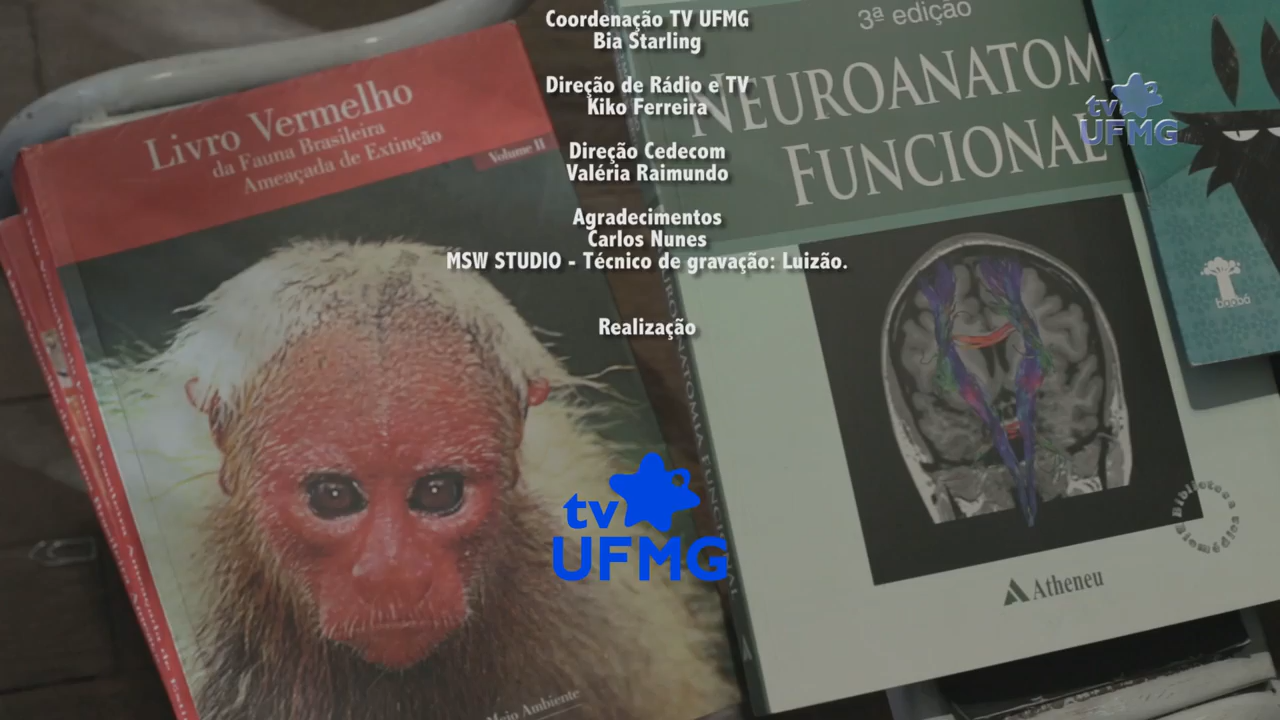 Coordenação TV UFMG
Bia Starling
Direção de Rádio e TV
Kiko Ferreira
Direção Cedecom
Valéria Raimundo
Agradecimentos
Carlos Nunes
MSW STUDIO - Técnico de gravação: Luizão.
Realização
tv
UFMG
tv
UFMG
Livro Vermelho
da Fauna Brasileira
Ameaçada de Extinção
Volume II
Meio Ambiente
3ª edição
NEUROANATOM
FUNCIONAL
Atheneu
Biblioteca
Biomédica
baobá